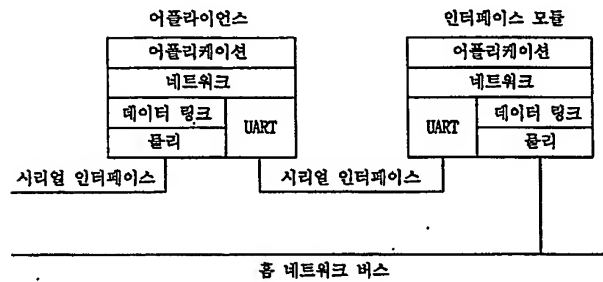 어플라이언스
인터페이스 모듈
어플리케이션
어플리케이션
네트워크
네트워크
데이터 링크
UART
물리
UART
데이터 링크
물리
시리얼 인터페이스
시리얼 인터페이스
홈 네트워크 버스